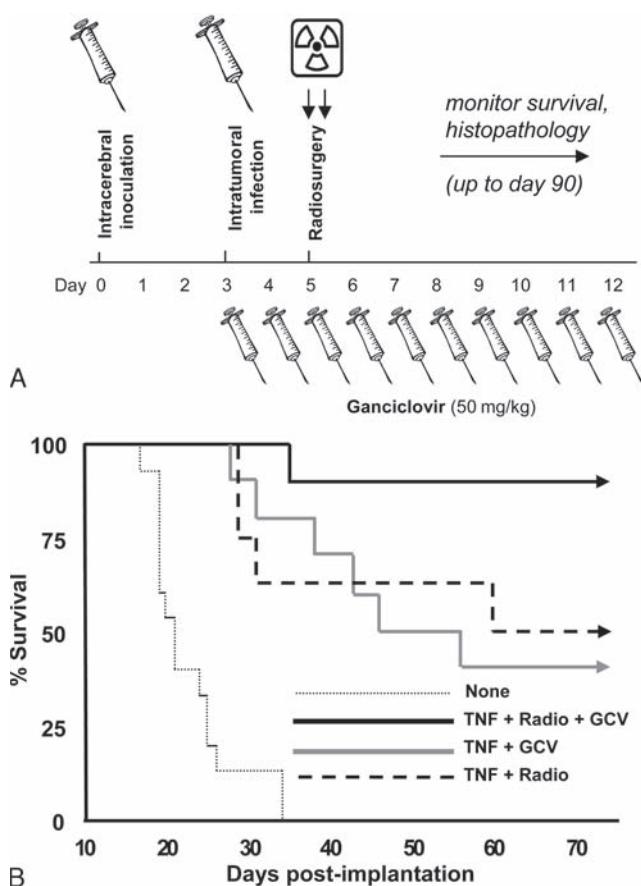 Intracerebral
inoculation
Intratumoral
infection
Radiosurgery
monitor survival,
histopathology
(up to day 90)
Day 0 1 2 3 4 5 6 7 8 9 10 11 12
A
Ganciclovir (50 mg/kg)
100
75
50
25
0
% Survival
None
TNF + Radio + GCV
TNF + GCV
TNF + Radio
10 20 30 40 50 60 70
B
Days post-implantation